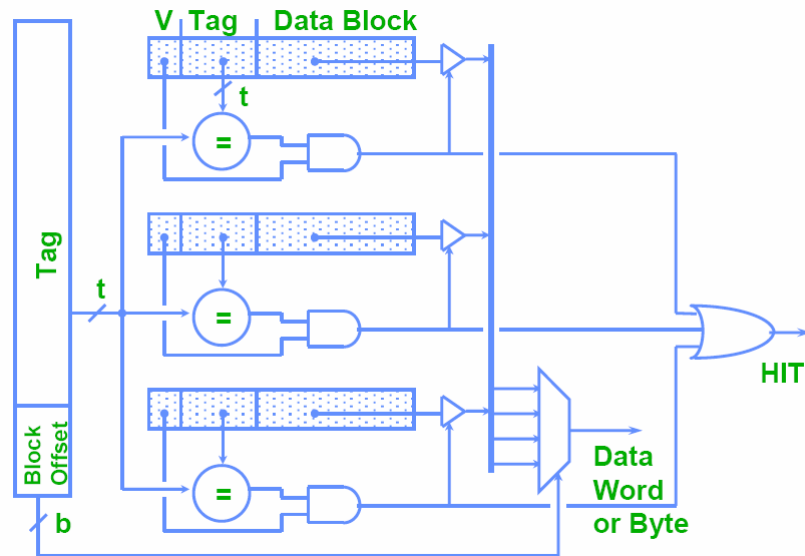 V Tag Data Block
t
=
Tag
t
=
HIT
Block
Offset
=
Data
Word
or Byte
b